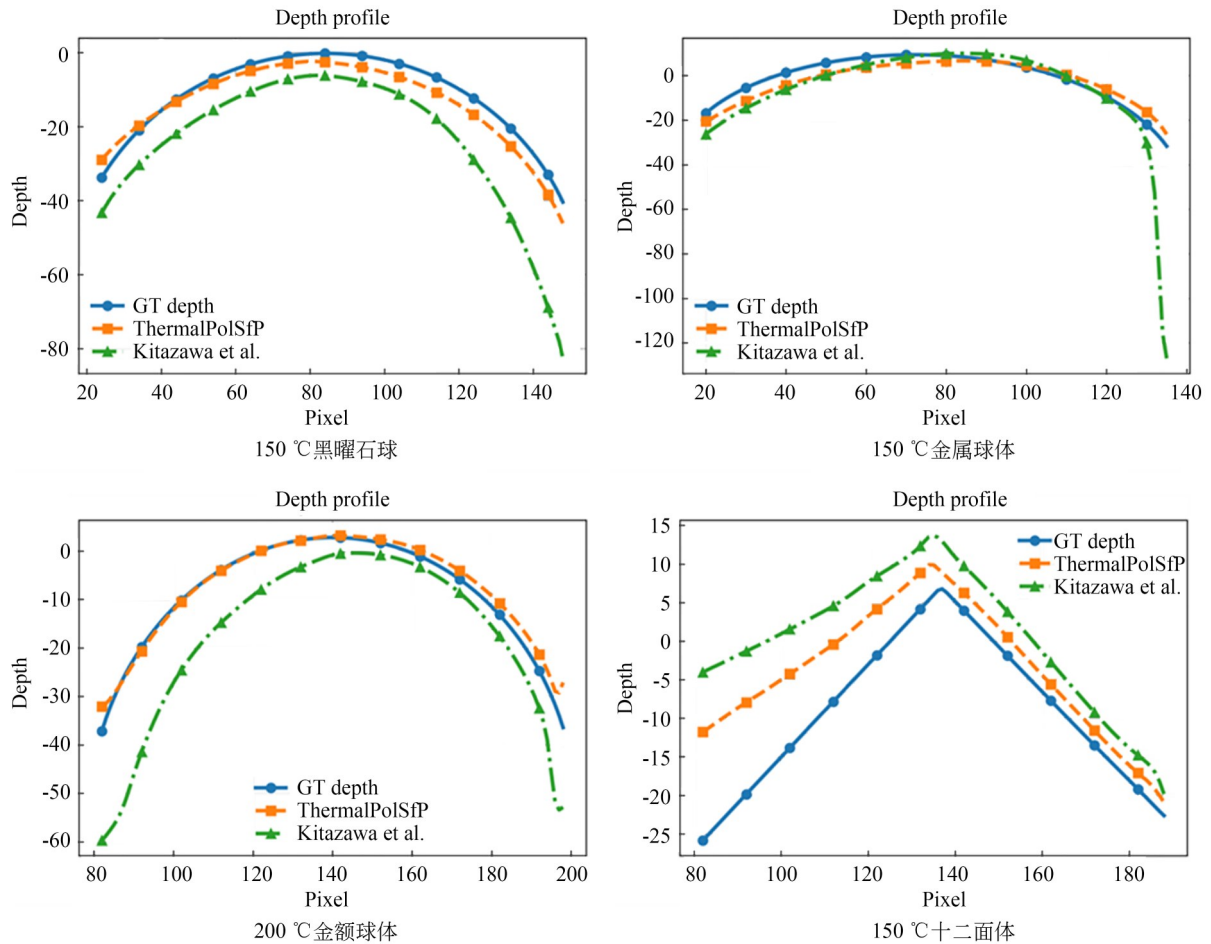 Depth profile
0
-20
-40
-60
-80
Depth
GT depth
ThermalPolSfP
Kitazawa et al.
20 40 60 80 100 120 140
Pixel
150 ℃黑曜石球
Depth profile
0
-20
-40
-60
-80
-100
-120
Depth
GT depth
ThermalPolSfP
Kitazawa et al.
20 40 60 80 100 120 140
Pixel
150 ℃金属球体
Depth profile
0
-10
-20
-30
-40
-50
-60
Depth
GT depth
ThermalPolSfP
Kitazawa et al.
80 100 120 140 160 180 200
Pixel
200 ℃金额球体
Depth profile
15
10
5
0
-5
-10
-15
-20
-25
Depth
GT depth
ThermalPolSfP
Kitazawa et al.
80 100 120 140 160 180
Pixel
150 ℃十二面体